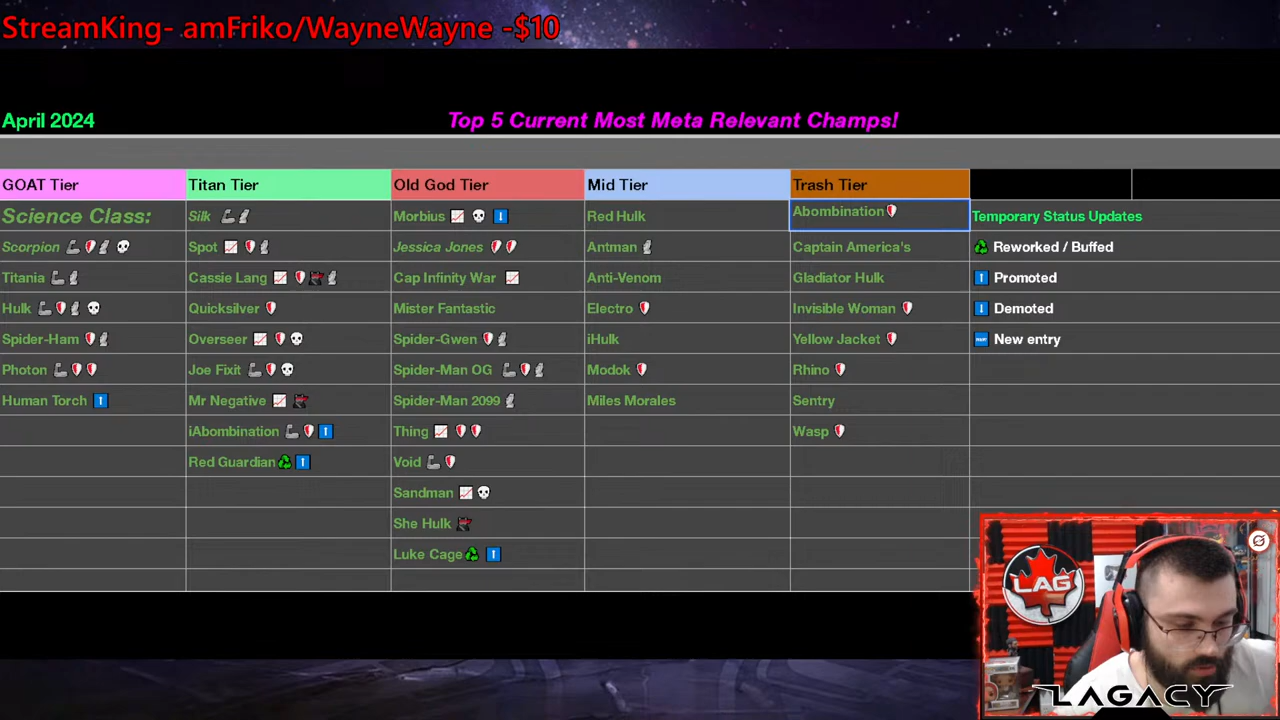 StreamKing- amFriko/WayneWayne -$10
April 2024
Top 5 Current Most Meta Relevant Champs!
GOAT Tier Titan Tier Old God Tier Mid Tier Trash Tier
Science Class: Silk Morbius Red Hulk Abombination Temporary Status Updates
Scorpion Spot Jessica Jones Antman Captain America's Reworked / Buffed
Titania Cassie Lang Cap Infinity War Anti-Venom Gladiator Hulk Promoted
Hulk Quicksilver Mister Fantastic Electro Invisible Woman Demoted
Spider-Ham Overseer Spider-Gwen iHulk Yellow Jacket New entry
Photon Joe Fixit Spider-Man OG Modok Rhino
Human Torch Mr Negative Spider-Man 2099 Miles Morales Sentry
iAbombination Thing Wasp
Red Guardian Void
Sandman
She Hulk
Luke Cage
LAG
LAGACY